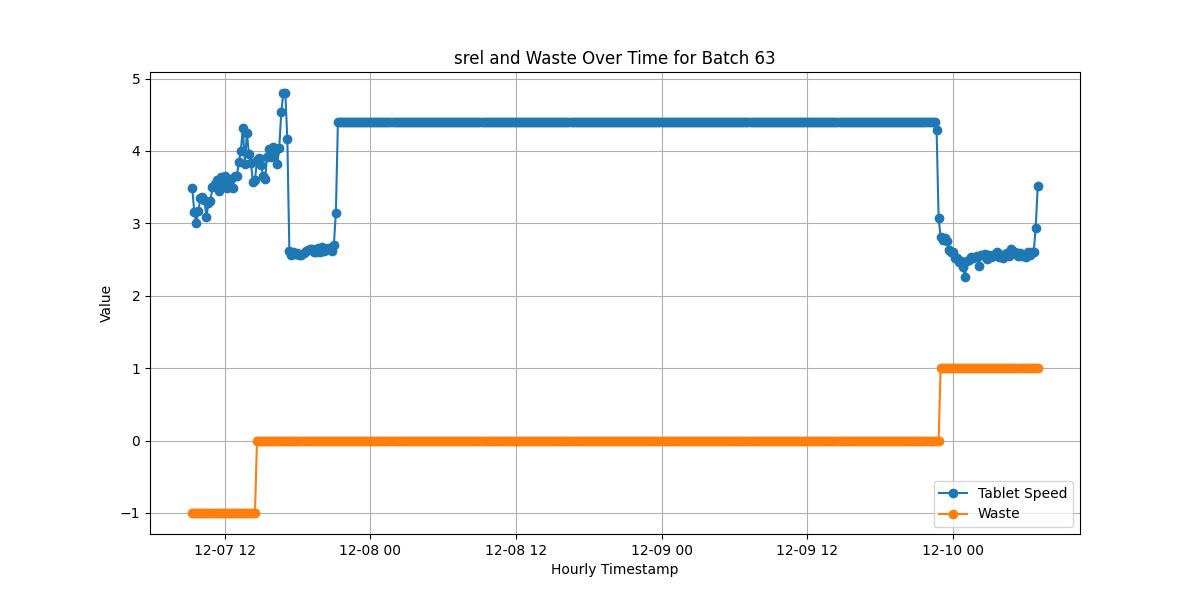 srel and Waste Over Time for Batch 63
5
4
3
2
1
0
−1
Value
12-07 12
12-08 00
12-08 12
12-09 00
12-09 12
12-10 00
Hourly Timestamp
Tablet Speed
Waste